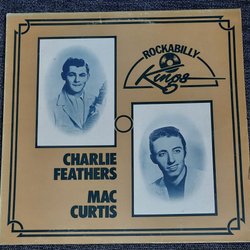 ROCKABILLY
Kings
CHARLIE
FEATHERS
MAC
CURTIS